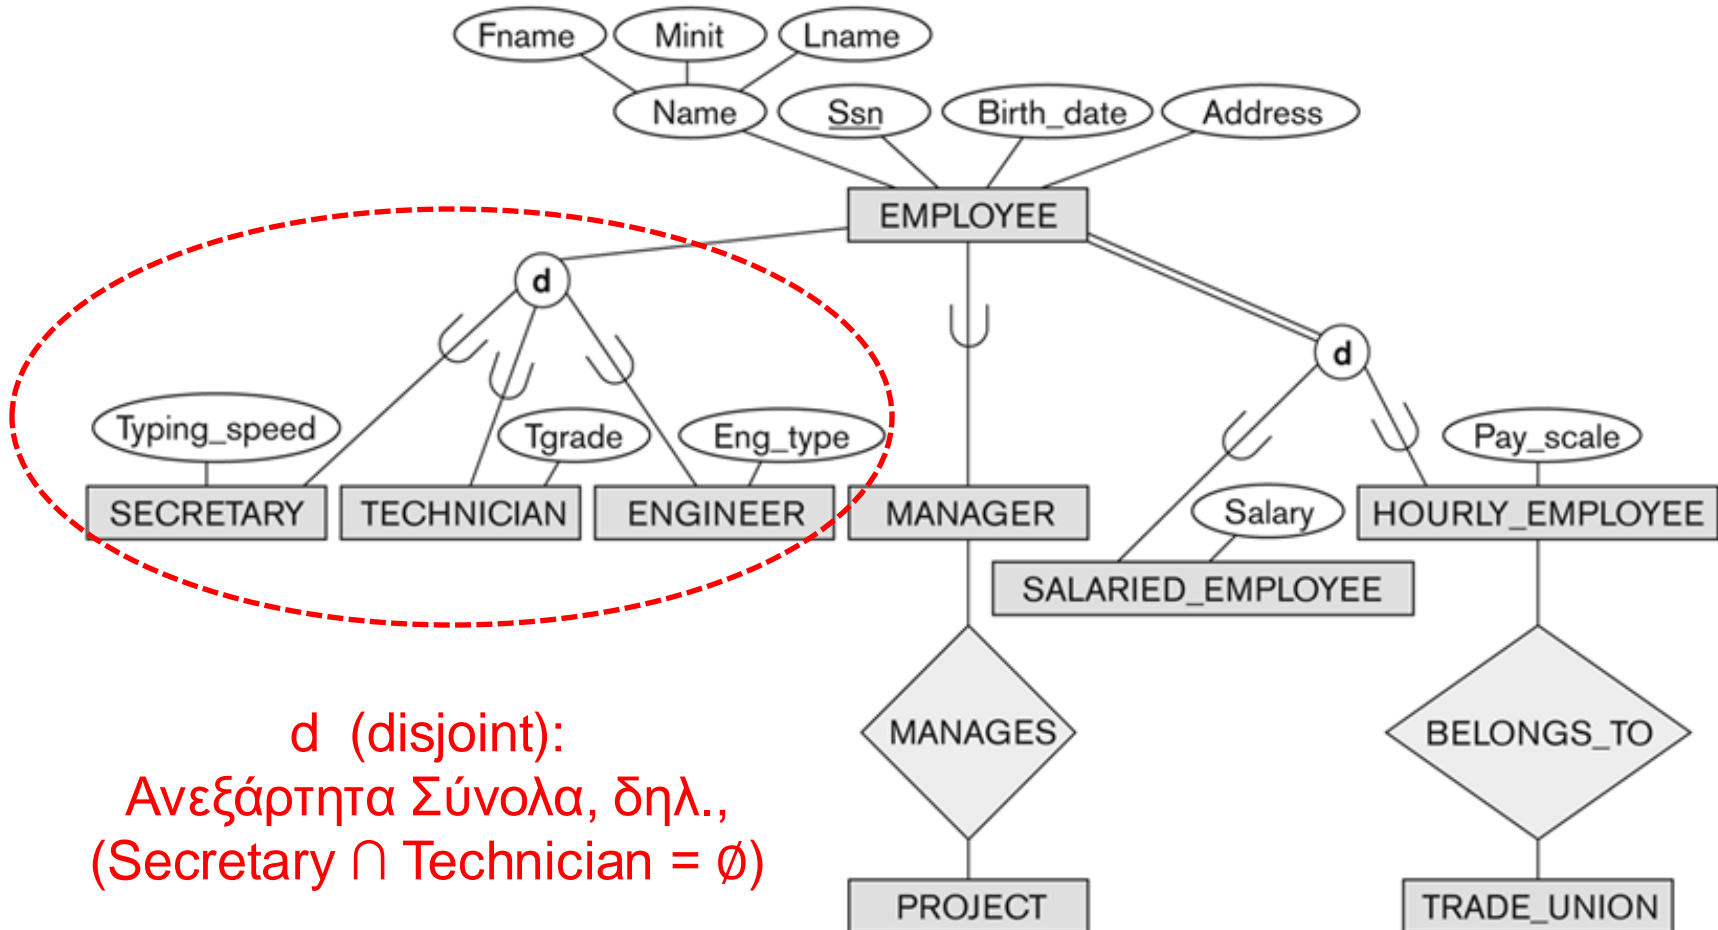 Fname Minit Lname
Name Ssn Birth_date Address
EMPLOYEE
d
d
Typing_speed Tgrade Eng_type Pay_scale
SECRETARY TECHNICIAN ENGINEER MANAGER Salary HOURLY_EMPLOYEE
SALARIED_EMPLOYEE
MANAGES BELONGS_TO
d (disjoint):
Ανεξάρτητα Σύνολα, δηλ.,
(Secretary ∩ Technician = ∅)
PROJECT TRADE_UNION